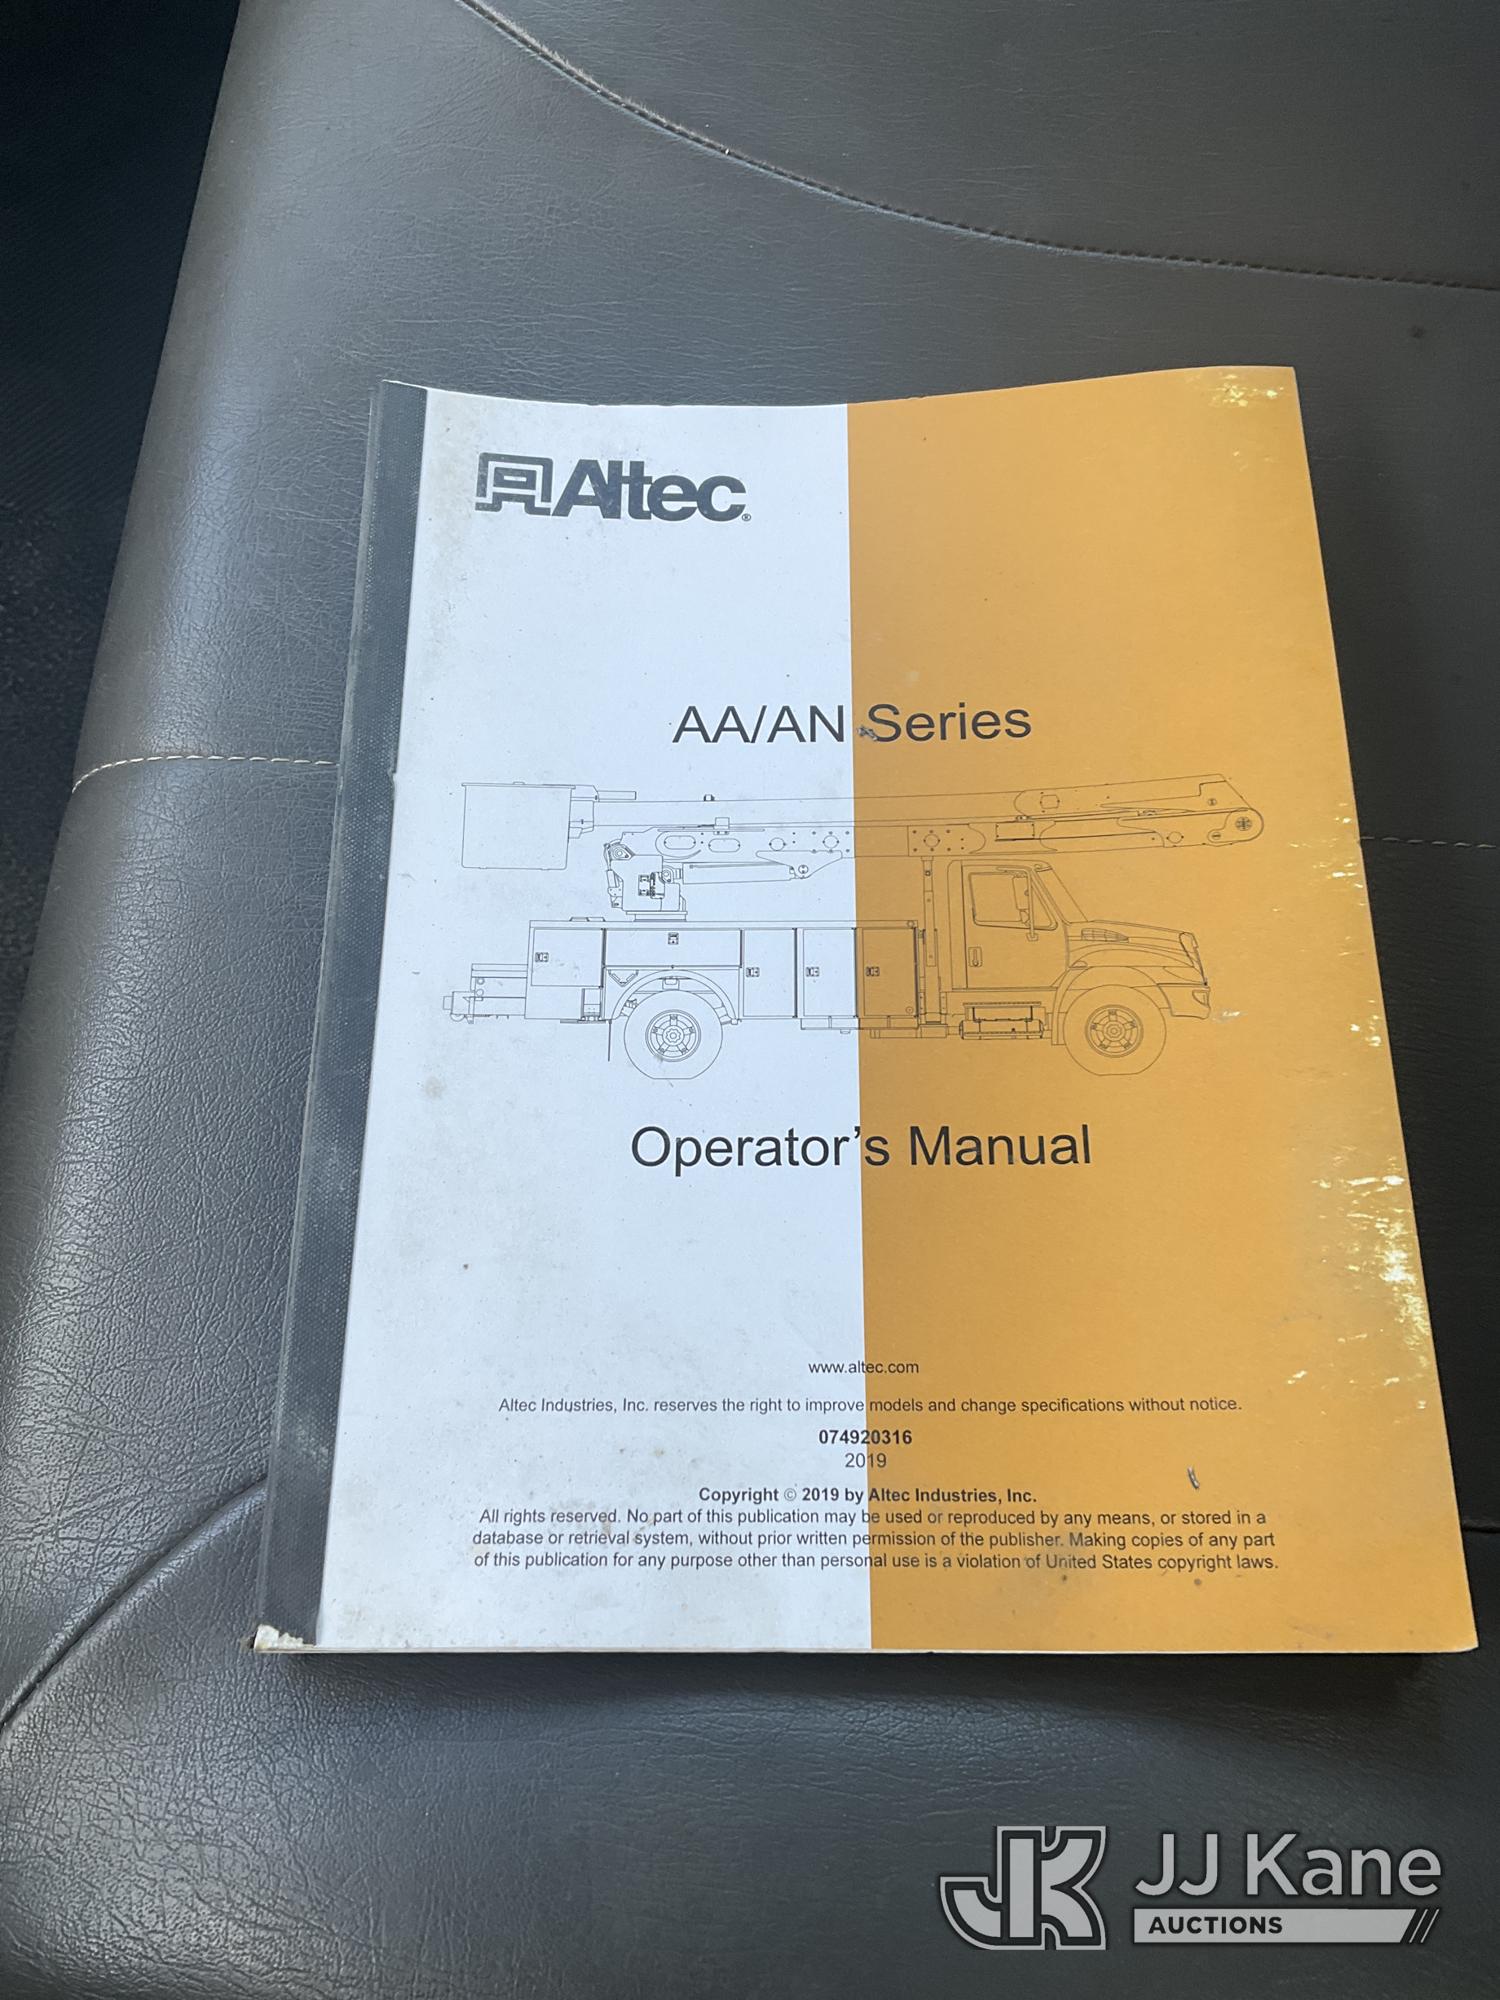 Altec®
AA/AN Series
Operator's Manual
www.altec.com
Altec Industries, Inc. reserves the right to improve models and change specifications without notice.
074920316
2019
Copyright © 2019 by Altec Industries, Inc.
All rights reserved. No part of this publication may be used or reproduced by any means, or stored in a
database or retrieval system, without prior written permission of the publisher. Making copies of any part
of this publication for any purpose other than personal use is a violation of United States copyright laws.
JK JJ Kane
AUCTIONS